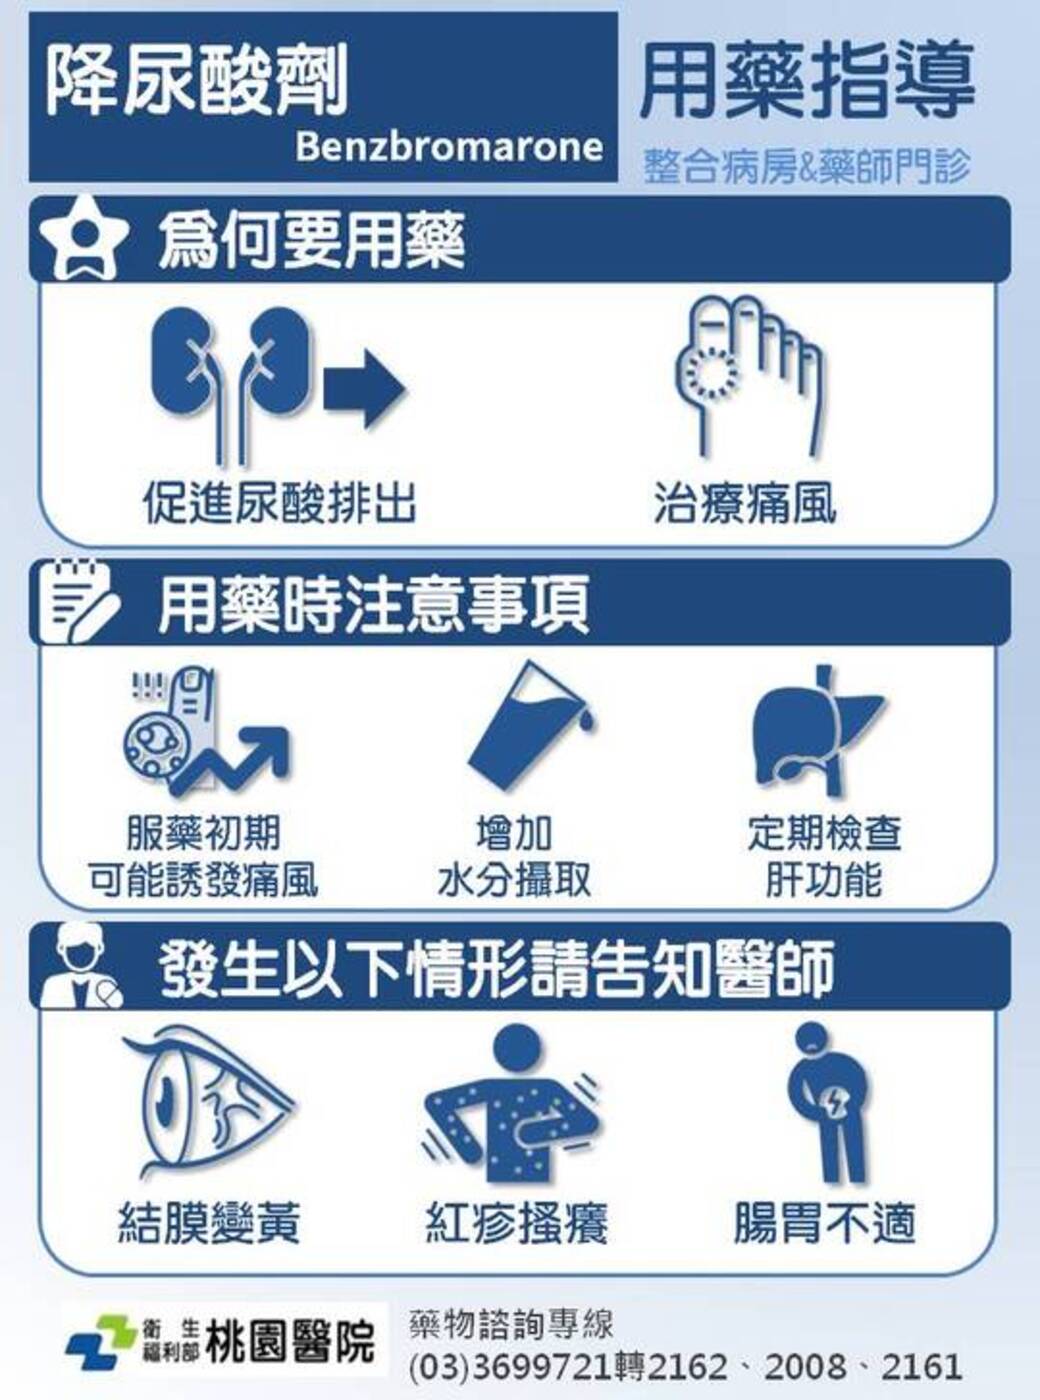 降尿酸劑
Benzbromarone
用藥指導
整合病房&藥師門診
爲何要用藥
促進尿酸排出
治療痛風
用藥時注意事項
服藥初期
可能誘發痛風
增加
水分攝取
定期檢查
肝功能
發生以下情形請告知醫師
結膜變黃
紅疹搔癢
腸胃不適
衛生
福利部
桃園醫院
藥物諮詢專線
(03)3699721轉2162、2008、2161